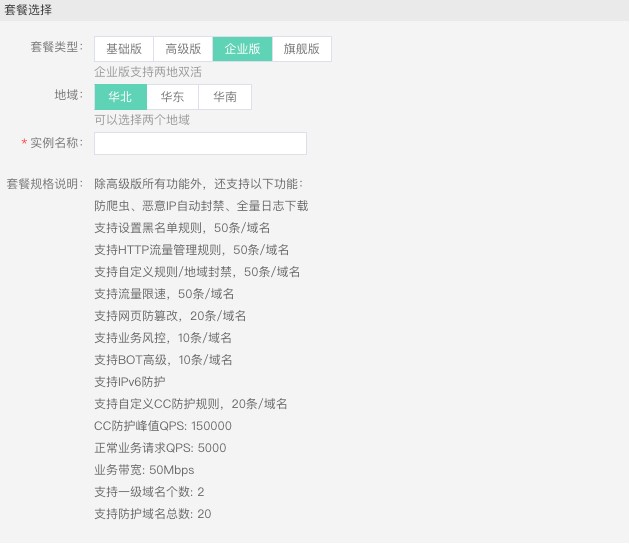 套餐选择
套餐类型： 基础版 高级版 企业版 旗舰版
企业版支持两地双活
地域： 华北 华东 华南
可以选择两个地域
* 实例名称：
套餐规格说明： 除高级版所有功能外，还支持以下功能：
防爬虫、恶意IP自动封禁、全量日志下载
支持设置黑名单规则，50条/域名
支持HTTP流量管理规则，50条/域名
支持自定义规则/地域封禁，50条/域名
支持流量限速，50条/域名
支持网页防篡改，20条/域名
支持业务风控，10条/域名
支持BOT高级，10条/域名
支持IPv6防护
支持自定义CC防护规则，20条/域名
CC防护峰值QPS: 150000
正常业务请求QPS: 5000
业务带宽: 50Mbps
支持一级域名个数: 2
支持防护域名总数: 20